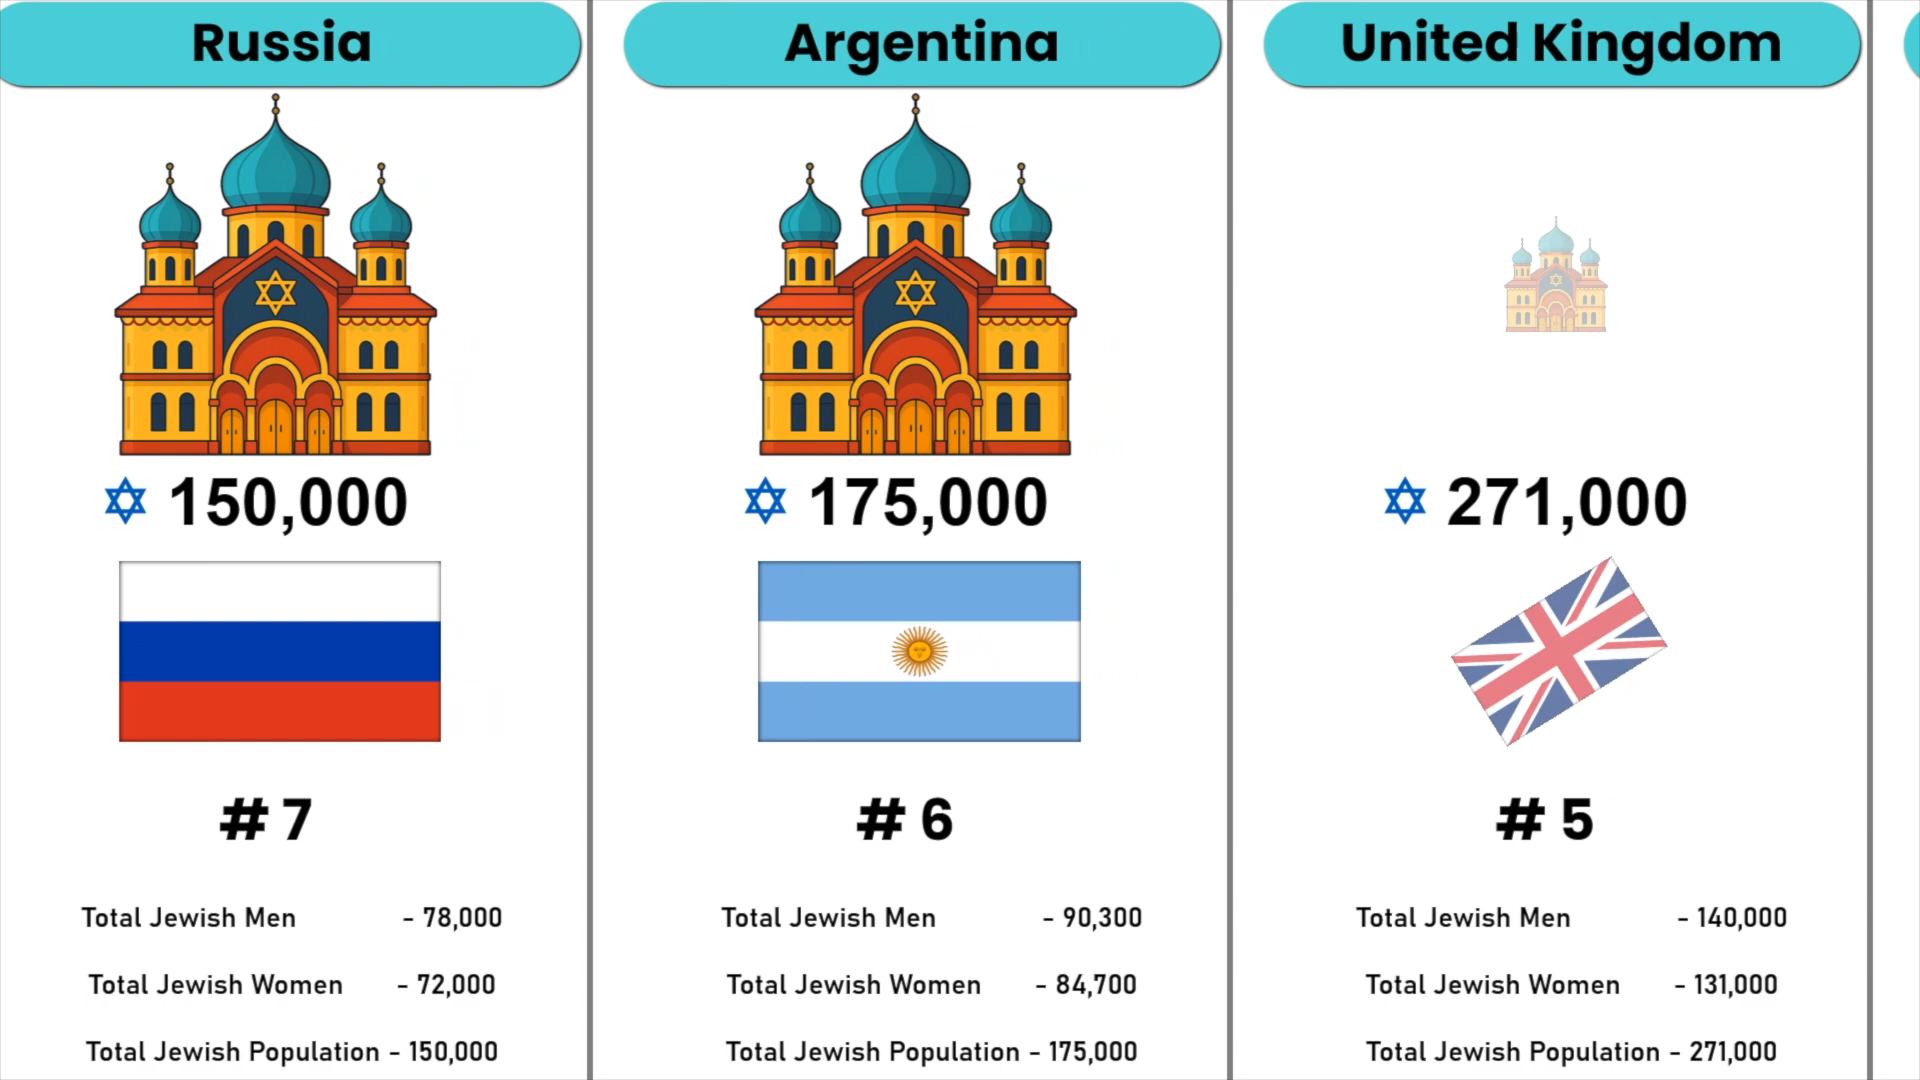 Russia
150,000
# 7
Total Jewish Men - 78,000
Total Jewish Women - 72,000
Total Jewish Population - 150,000
Argentina
175,000
# 6
Total Jewish Men - 90,300
Total Jewish Women - 84,700
Total Jewish Population - 175,000
United Kingdom
271,000
# 5
Total Jewish Men - 140,000
Total Jewish Women - 131,000
Total Jewish Population - 271,000